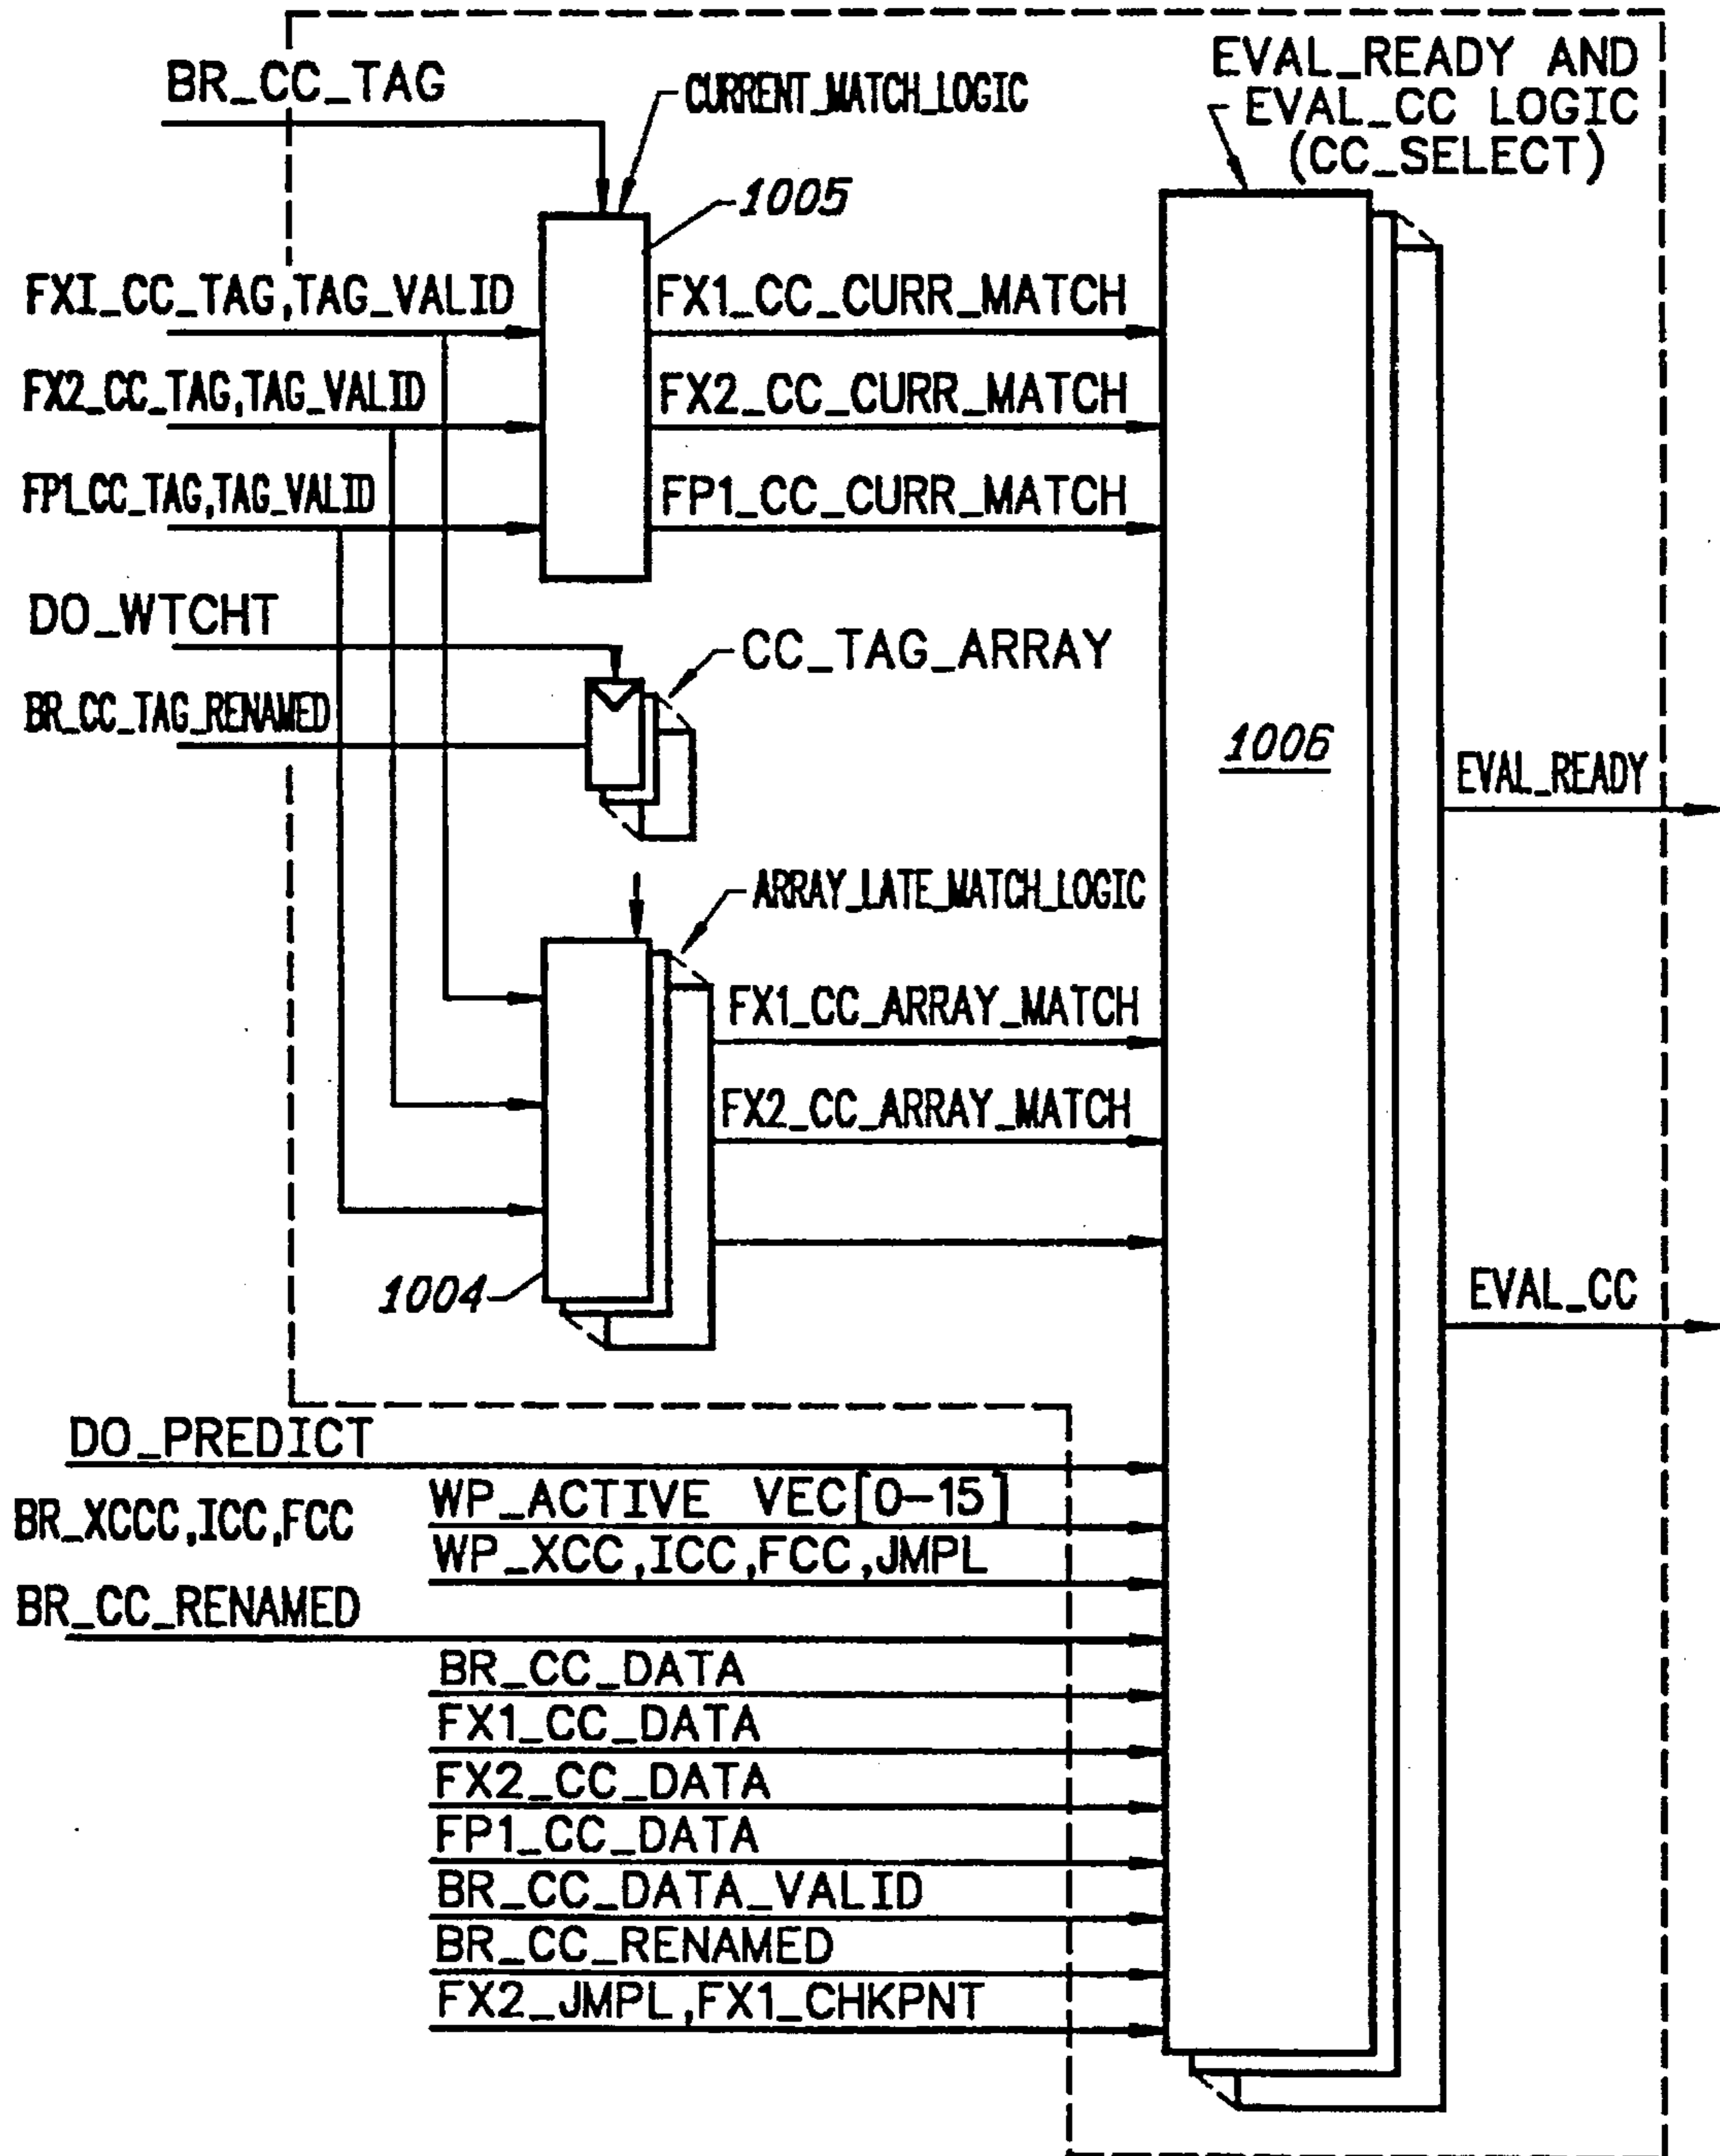 BR_CC_TAG
CURRENT_MATCH_LOGIC
EVAL_READY AND
EVAL_CC LOGIC
(CC_SELECT)
1005
FXI_CC_TAG,TAG_VALID
FX1_CC_CURR_MATCH
FX2_CC_TAG,TAG_VALID
FX2_CC_CURR_MATCH
FP1_CC_TAG,TAG_VALID
FP1_CC_CURR_MATCH
DO_WTCHT
CC_TAG_ARRAY
BR_CC_TAG_RENAMED
1006
EVAL_READY
ARRAY_LATE_MATCH_LOGIC
FX1_CC_ARRAY_MATCH
FX2_CC_ARRAY_MATCH
1004
EVAL_CC
DO_PREDICT
WP_ACTIVE VEC[0-15]
BR_XCCC,ICC,FCC
WP_XCC,ICC,FCC,JMPL
BR_CC_RENAMED
BR_CC_DATA
FX1_CC_DATA
FX2_CC_DATA
FP1_CC_DATA
BR_CC_DATA_VALID
BR_CC_RENAMED
FX2_JMPL,FX1_CHKPNT